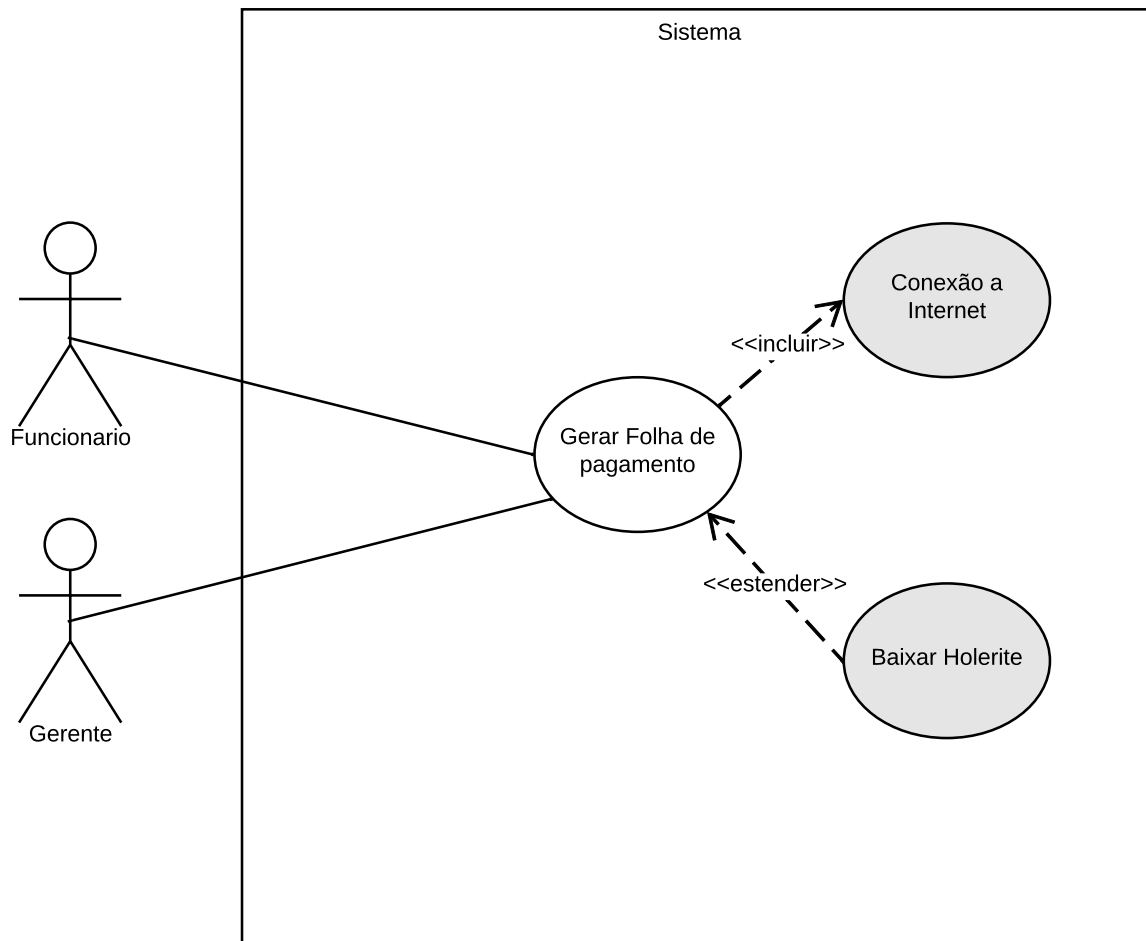 Sistema
Conexão a
Internet
<<incluir>>
Funcionario
Gerar Folha de
pagamento
<<estender>>
Baixar Holerite
Gerente